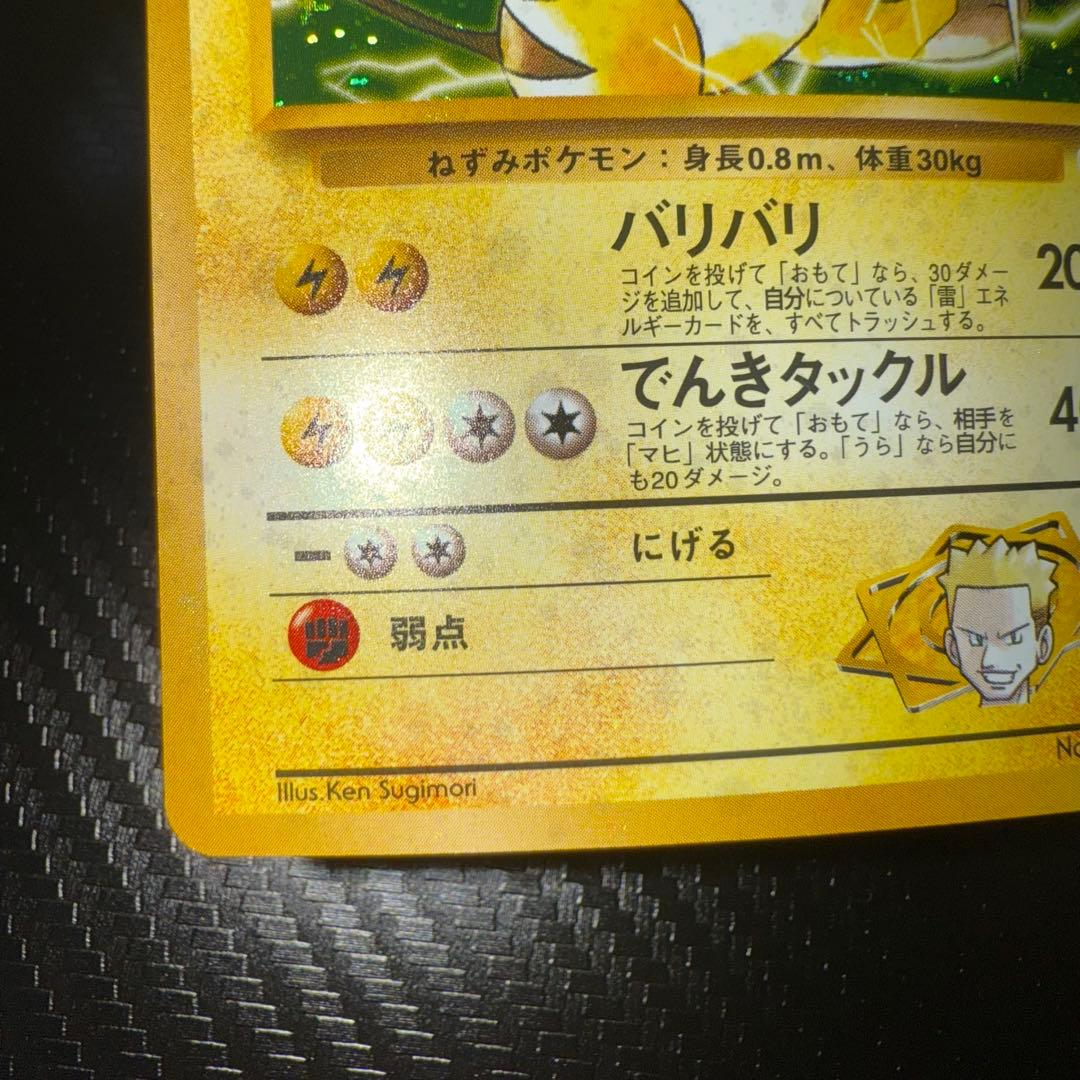 ねずみポケモン：身長0.8m、体重30kg
バリバリ
20
コインを投げて「おもて」なら、30ダメー
ジを追加して、自分についている「雷」エネ
ルギーカードを、すべてトラッシュする。
でんきタックル
4
コインを投げて「おもて」なら、相手を
「マヒ」状態にする。「うら」なら自分に
も20ダメージ。
にげる
弱点
Illus.Ken Sugimori
No